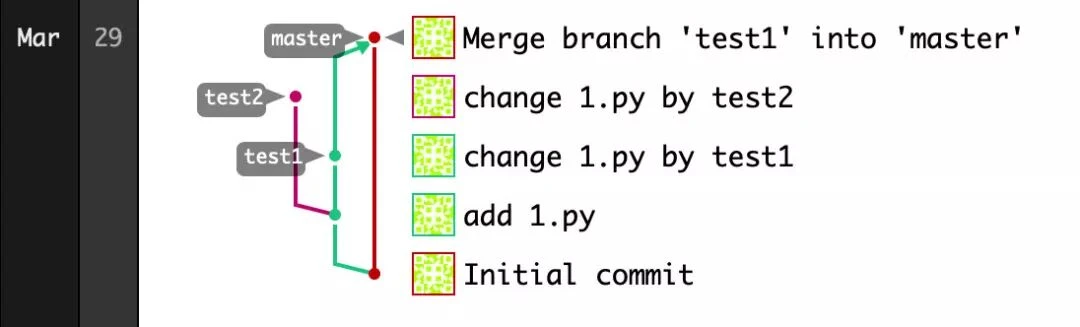 Mar 29 master Merge branch 'test1' into 'master'
test2 change 1.py by test2
test1 change 1.py by test1
add 1.py
Initial commit